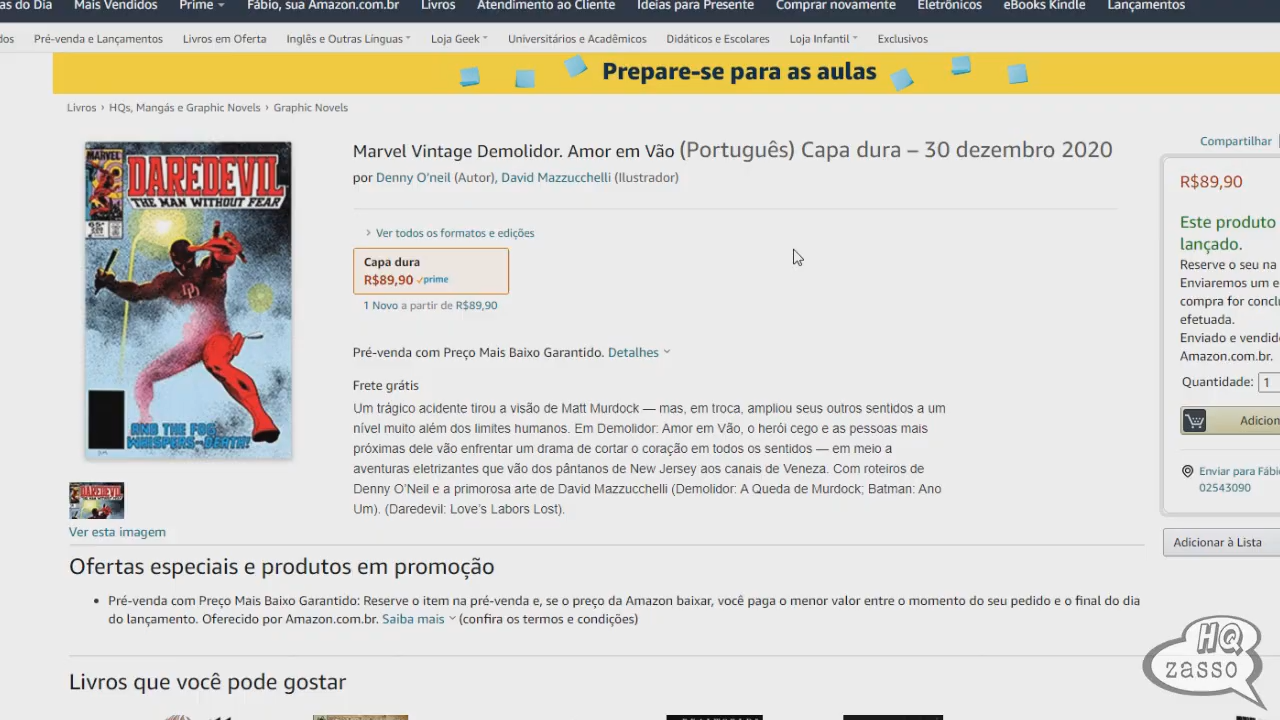 as do Dia Mais Vendidos Prime Fábio, sua Amazon.com.br Livros Atendimento ao Cliente Ideias para Presente Comprar novamente Eletrônicos eBooks Kindle Lançamentos
dos Pré-venda e Lançamentos Livros em Oferta Inglês e Outras Línguas Loja Geek Universitários e Acadêmicos Didáticos e Escolares Loja Infantil Exclusivos
Prepare-se para as aulas
Livros › HQs, Mangás e Graphic Novels › Graphic Novels
MARVEL
DAREDEVIL
THE MAN WITHOUT FEAR!
DD
AND THE FOG
WHISPERS--DEATH!
Ver esta imagem
Marvel Vintage Demolidor. Amor em Vão (Português) Capa dura – 30 dezembro 2020
por Denny O'neil (Autor), David Mazzucchelli (Ilustrador)
› Ver todos os formatos e edições
Capa dura
R$89,90 prime
1 Novo a partir de R$89,90
Pré-venda com Preço Mais Baixo Garantido. Detalhes
Frete grátis
Um trágico acidente tirou a visão de Matt Murdock — mas, em troca, ampliou seus outros sentidos a um
nível muito além dos limites humanos. Em Demolidor: Amor em Vão, o herói cego e as pessoas mais
próximas dele vão enfrentar um drama de cortar o coração em todos os sentidos — em meio a
aventuras eletrizantes que vão dos pântanos de New Jersey aos canais de Veneza. Com roteiros de
Denny O'Neil e a primorosa arte de David Mazzucchelli (Demolidor: A Queda de Murdock; Batman: Ano
Um). (Daredevil: Love's Labors Lost).
Compartilhar
R$89,90
Este produto
lançado.
Reserve o seu na
Enviaremos um e
compra for conclu
efetuada.
Enviado e vendido
Amazon.com.br.
Quantidade: 1
Adicion
Enviar para Fábi
02543090
Adicionar à Lista
Ofertas especiais e produtos em promoção
• Pré-venda com Preço Mais Baixo Garantido: Reserve o item na pré-venda e, se o preço da Amazon baixar, você paga o menor valor entre o momento do seu pedido e o final do dia
do lançamento. Oferecido por Amazon.com.br. Saiba mais (confira os termos e condições)
Livros que você pode gostar
HQ
zasso